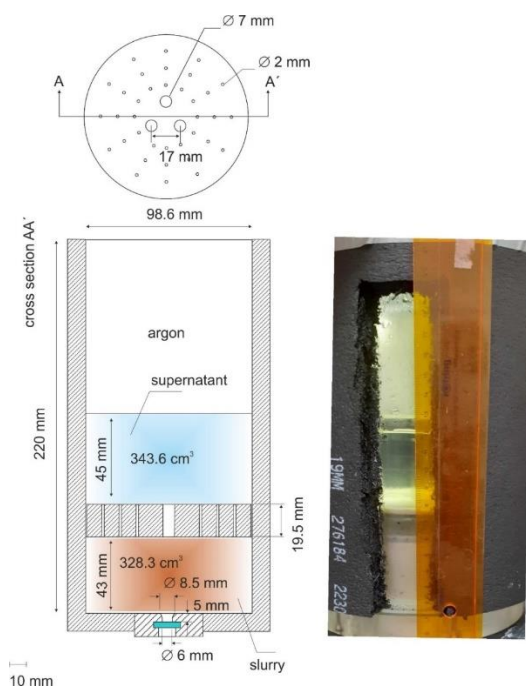 Ø 7 mm
Ø 2 mm
A
A´
17 mm
98.6 mm
cross section AA´
argon
supernatant
220 mm
45 mm
343.6 cm³
19.5 mm
328.3 cm³
43 mm
Ø 8.5 mm
5 mm
Ø 6 mm
slurry
10 mm
19MM 276184 2230